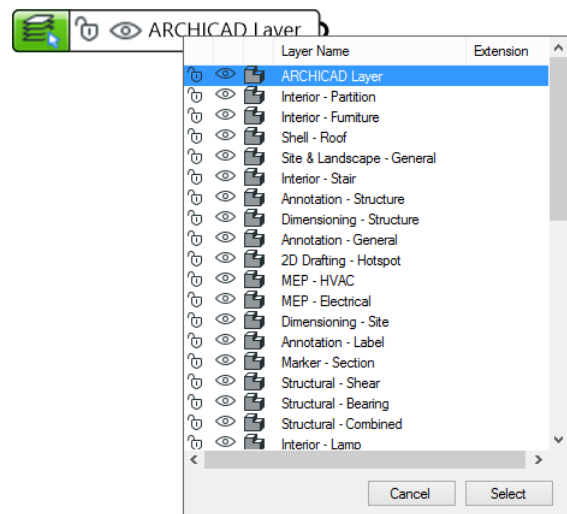 ARCHICAD Layer
Layer Name Extension
ARCHICAD Layer
Interior - Partition
Interior - Furniture
Shell - Roof
Site & Landscape - General
Interior - Stair
Annotation - Structure
Dimensioning - Structure
Annotation - General
2D Drafting - Hotspot
MEP - HVAC
MEP - Electrical
Dimensioning - Site
Annotation - Label
Marker - Section
Structural - Shear
Structural - Bearing
Structural - Combined
Interior - Lamp
Cancel Select